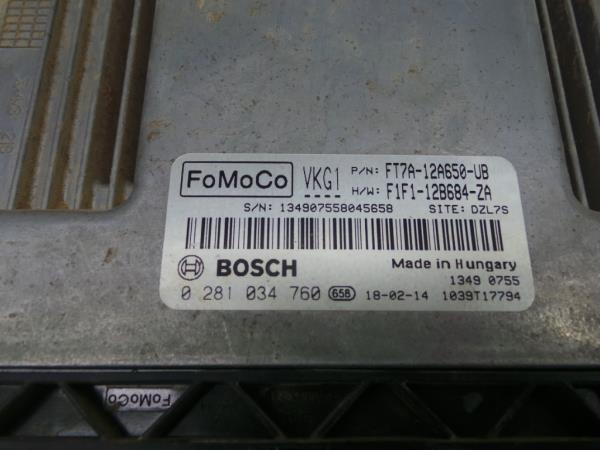 FoMoCo VKG1 P/N: FT7A-12A650-UB
H/W: F1F1-12B684-ZA
S/N: 134907558045658 SITE: DZL7S
BOSCH Made in Hungary
1349 0755
0 281 034 760 658 18-02-14 1039T17794
FoMoCo